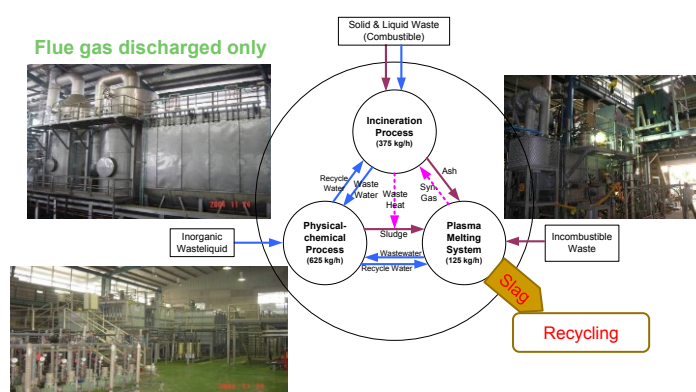 Solid & Liquid Waste
(Combustible)
Flue gas discharged only
Incineration
Process
(375 kg/h)
Recycle
Water
Waste
Water
Waste
Heat
Syn.
Gas
Ash
Physical-
chemical
Process
(625 kg/h)
Sludge
Plasma
Melting
System
(125 kg/h)
Wastewater
Recycle Water
Inorganic
Wasteliquid
Incombustible
Waste
Slag
Recycling